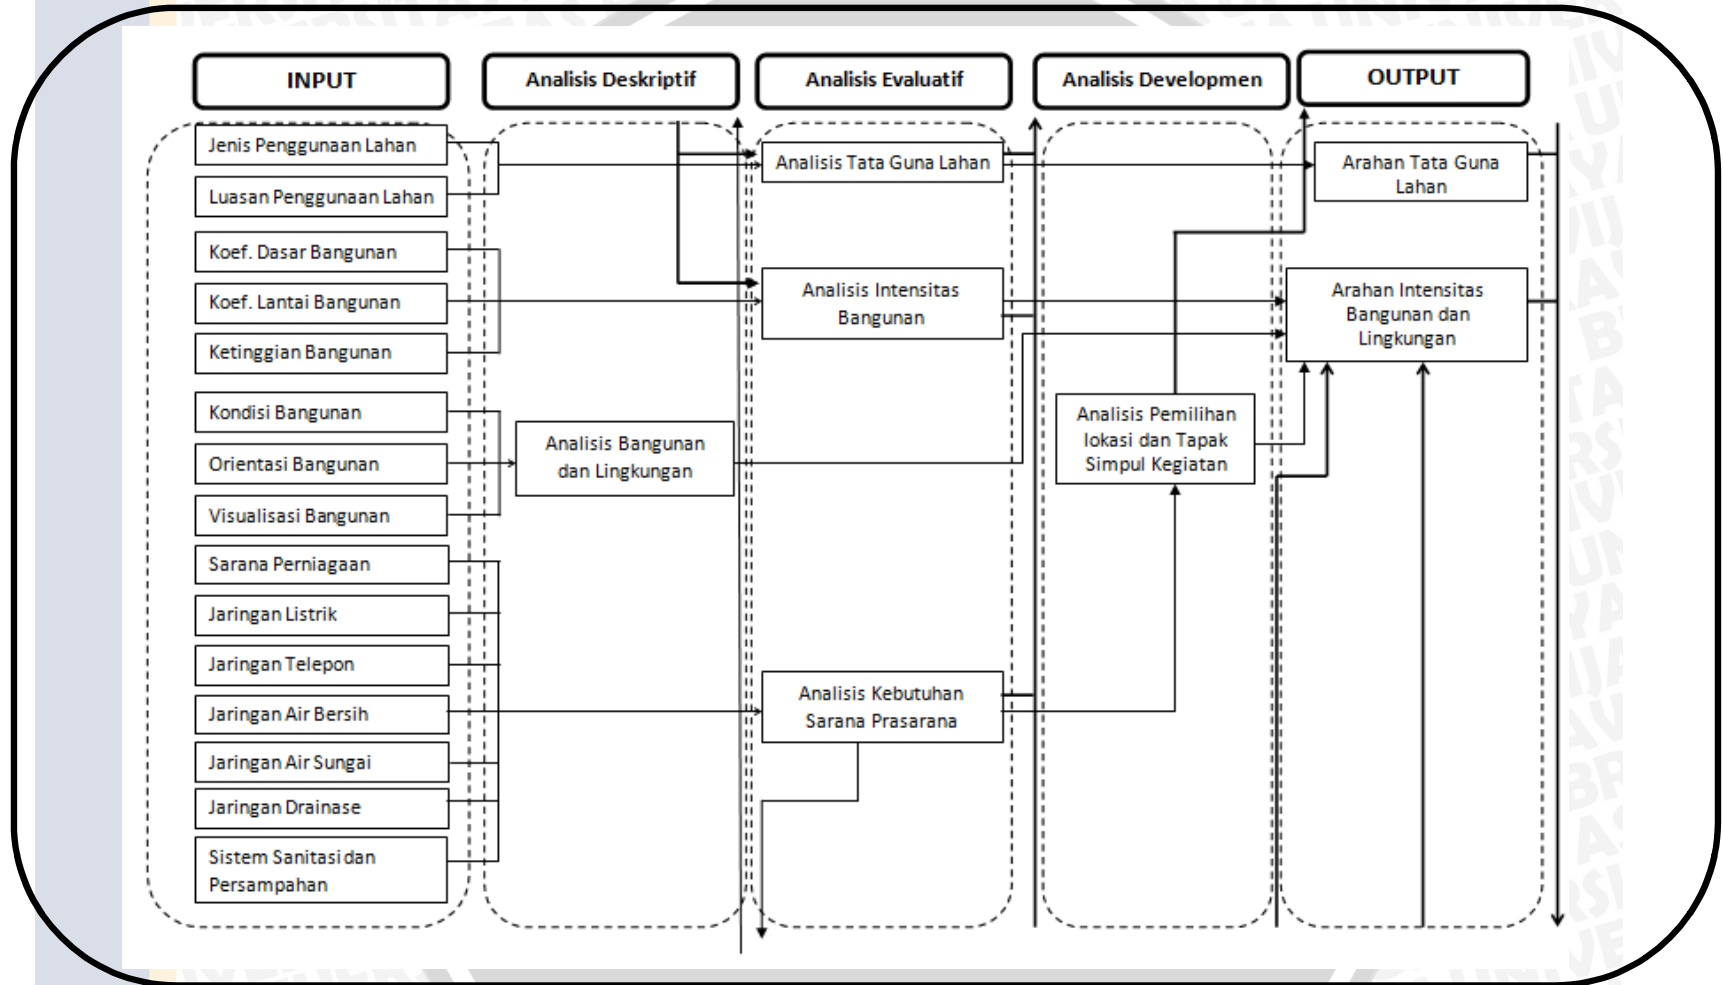 INPUT
Analisis Deskriptif
Analisis Evaluatif
Analisis Developmen
OUTPUT
Jenis Penggunaan Lahan
Luasan Penggunaan Lahan
Koef. Dasar Bangunan
Koef. Lantai Bangunan
Ketinggian Bangunan
Kondisi Bangunan
Orientasi Bangunan
Visualisasi Bangunan
Sarana Perniagaan
Jaringan Listrik
Jaringan Telepon
Jaringan Air Bersih
Jaringan Air Sungai
Jaringan Drainase
Sistem Sanitasi dan
Persampahan
Analisis Bangunan
dan Lingkungan
Analisis Tata Guna Lahan
Analisis Intensitas
Bangunan
Analisis Kebutuhan
Sarana Prasarana
Analisis Pemilihan
lokasi dan Tapak
Simpul Kegiatan
Arahan Tata Guna
Lahan
Arahan Intensitas
Bangunan dan
Lingkungan